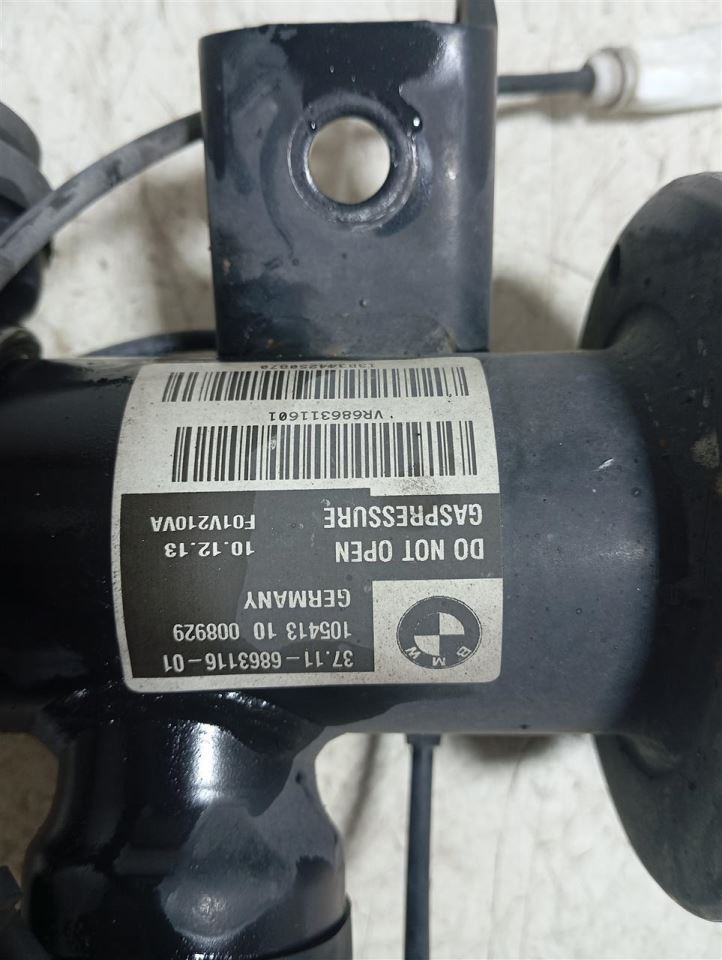 37.11-6863116-01
105413 10 008929
GERMANY
BMW
DO NOT OPEN 10.12.13
GASPRESSURE F01V210VA
VR686311601